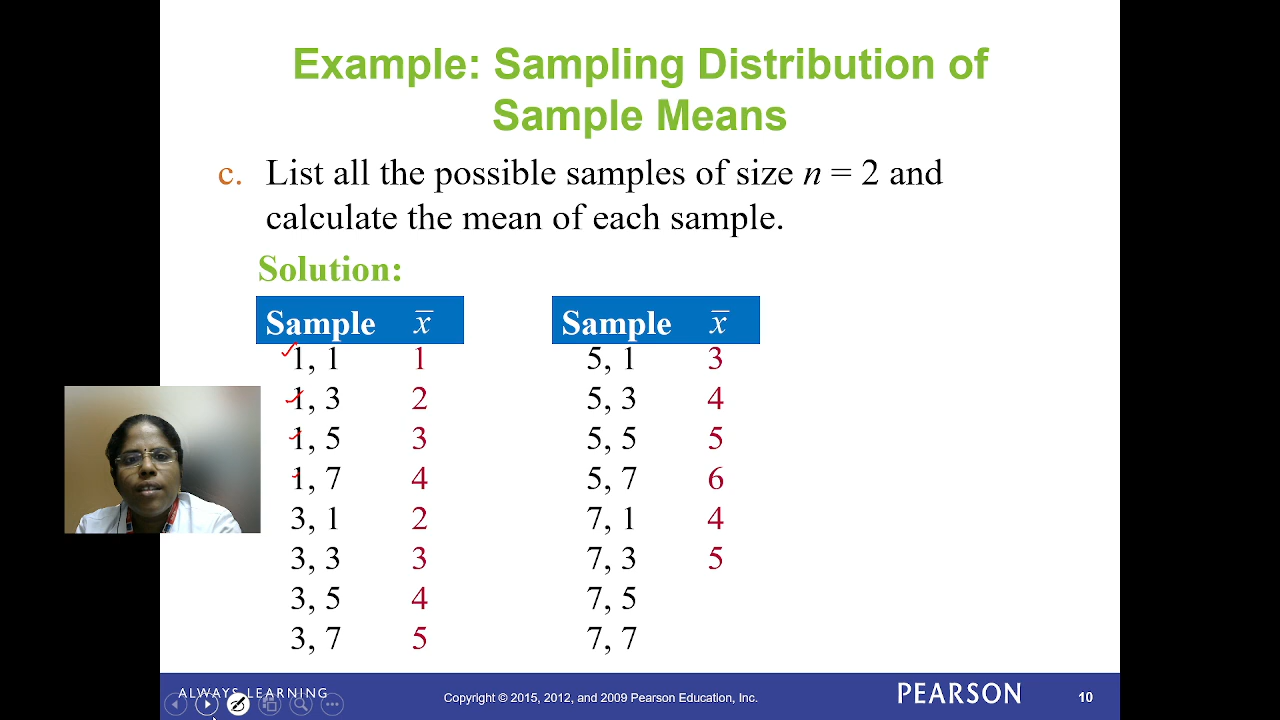 Example: Sampling Distribution of
Sample Means
c. List all the possible samples of size n = 2 and
calculate the mean of each sample.
Solution:
Sample x̅
1, 1 1
1, 3 2
1, 5 3
1, 7 4
3, 1 2
3, 3 3
3, 5 4
3, 7 5
Sample x̅
5, 1 3
5, 3 4
5, 5 5
5, 7 6
7, 1 4
7, 3 5
7, 5
7, 7
ALWAYS LEARNING
Copyright © 2015, 2012, and 2009 Pearson Education, Inc.
PEARSON
10